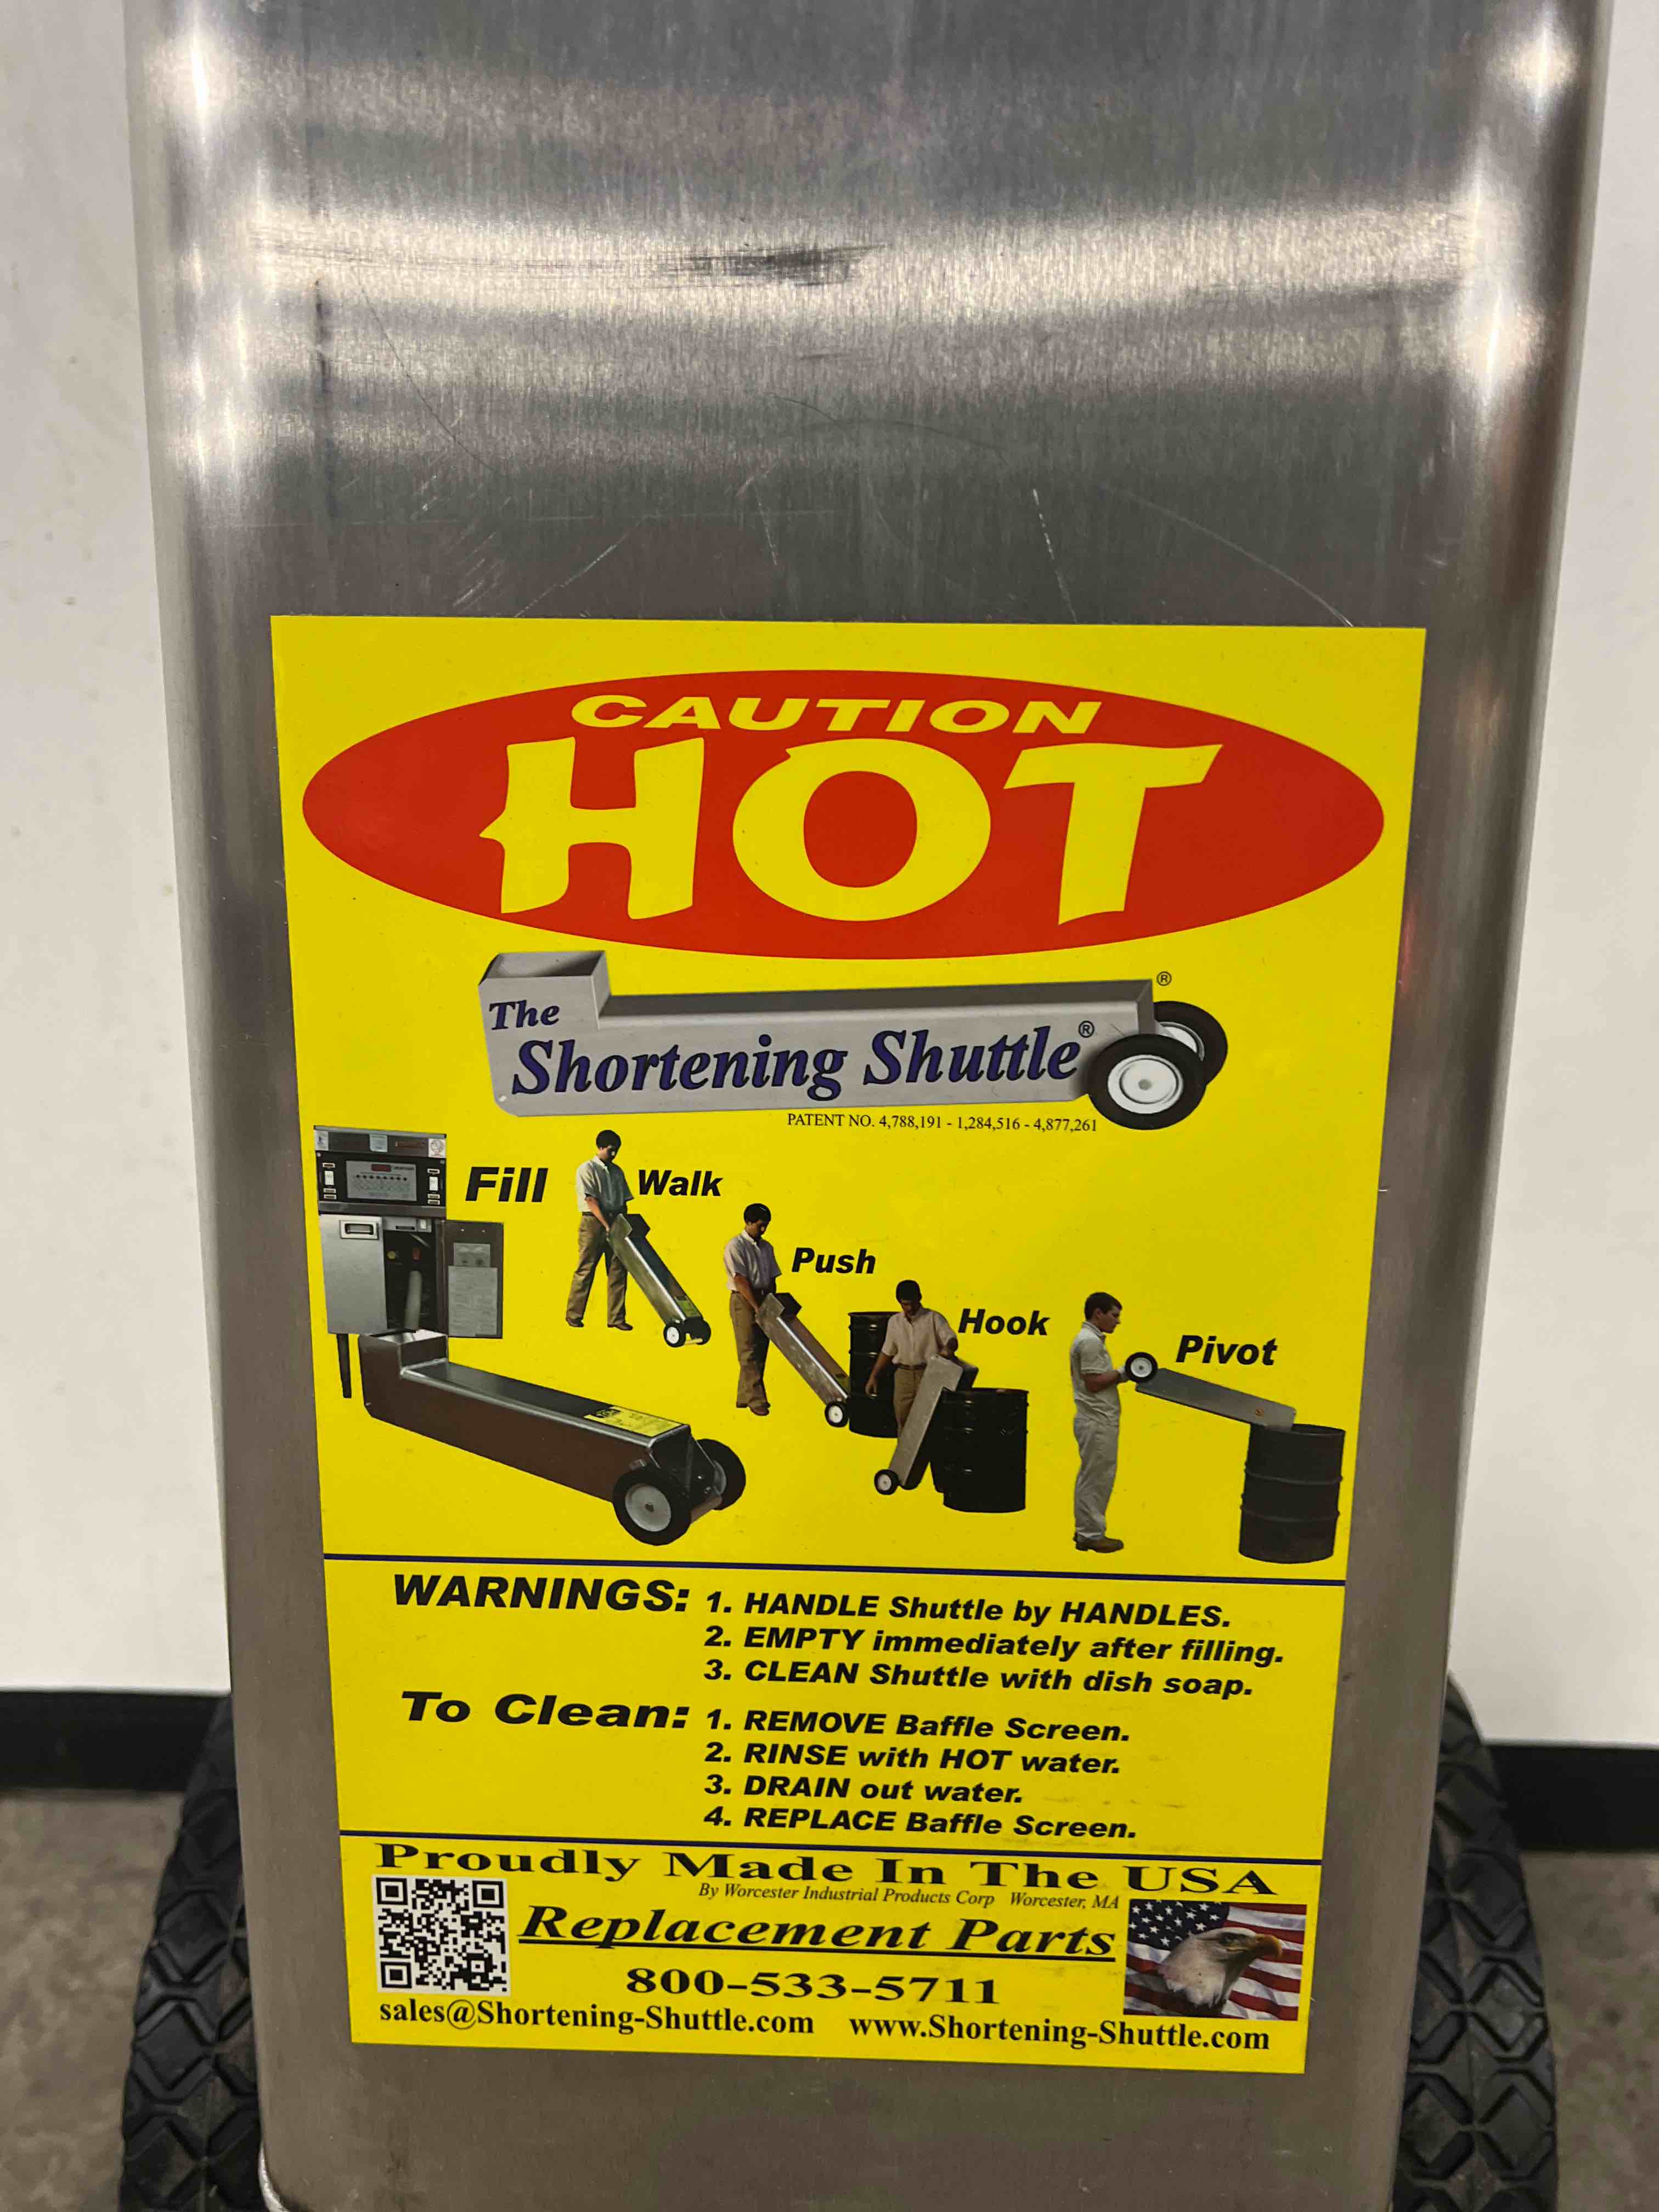 CAUTION
HOT
®
The
Shortening Shuttle®
PATENT NO. 4,788,191 - 1,284,516 - 4,877,261
Fill
Walk
Push
Hook
Pivot
WARNINGS: 1. HANDLE Shuttle by HANDLES.
2. EMPTY immediately after filling.
3. CLEAN Shuttle with dish soap.
To Clean: 1. REMOVE Baffle Screen.
2. RINSE with HOT water.
3. DRAIN out water.
4. REPLACE Baffle Screen.
Proudly Made In The USA
By Worcester Industrial Products Corp Worcester, MA
Replacement Parts
800-533-5711
sales@Shortening-Shuttle.com www.Shortening-Shuttle.com